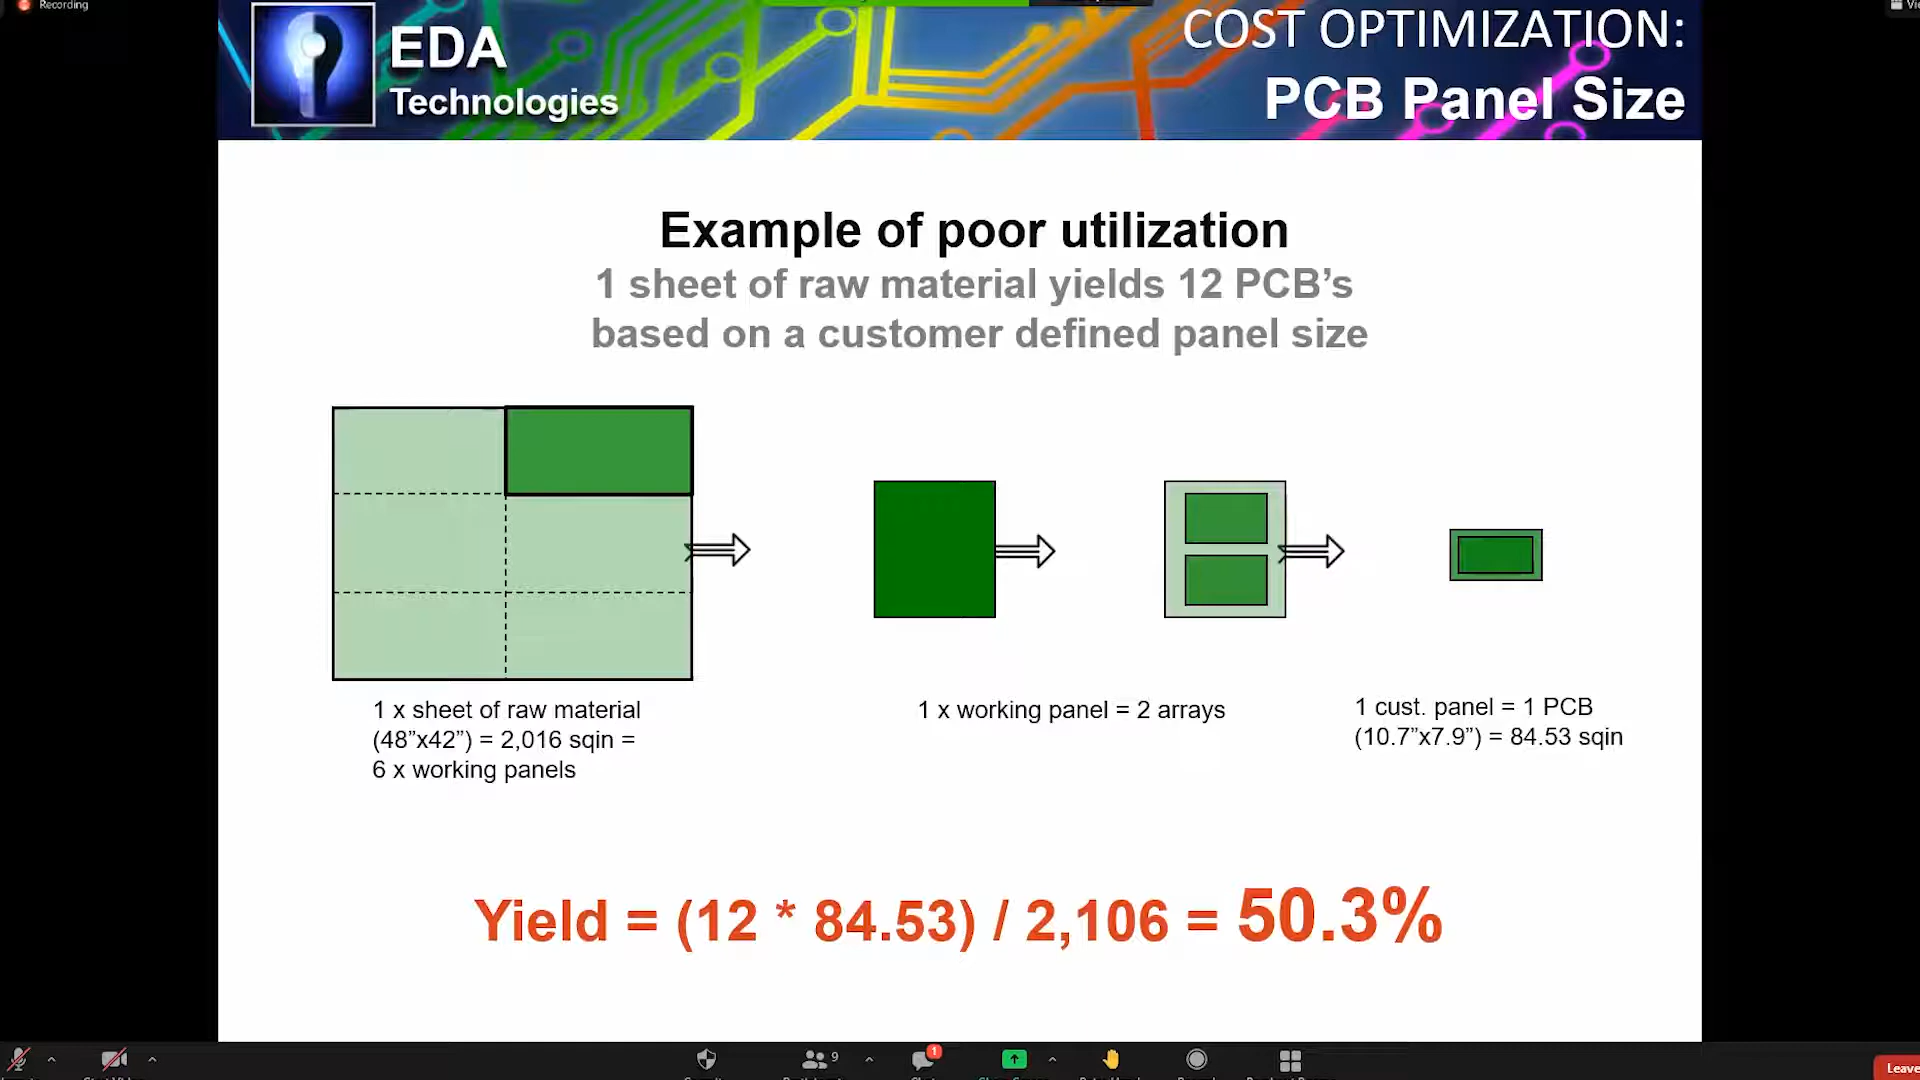 Recording
EDA
Technologies
COST OPTIMIZATION:
PCB Panel Size
Example of poor utilization
1 sheet of raw material yields 12 PCB’s
based on a customer defined panel size
1 x sheet of raw material
(48”x42”) = 2,016 sqin =
6 x working panels
1 x working panel = 2 arrays
1 cust. panel = 1 PCB
(10.7”x7.9”) = 84.53 sqin
Yield = (12 * 84.53) / 2,106 = 50.3%
9
1
Leave